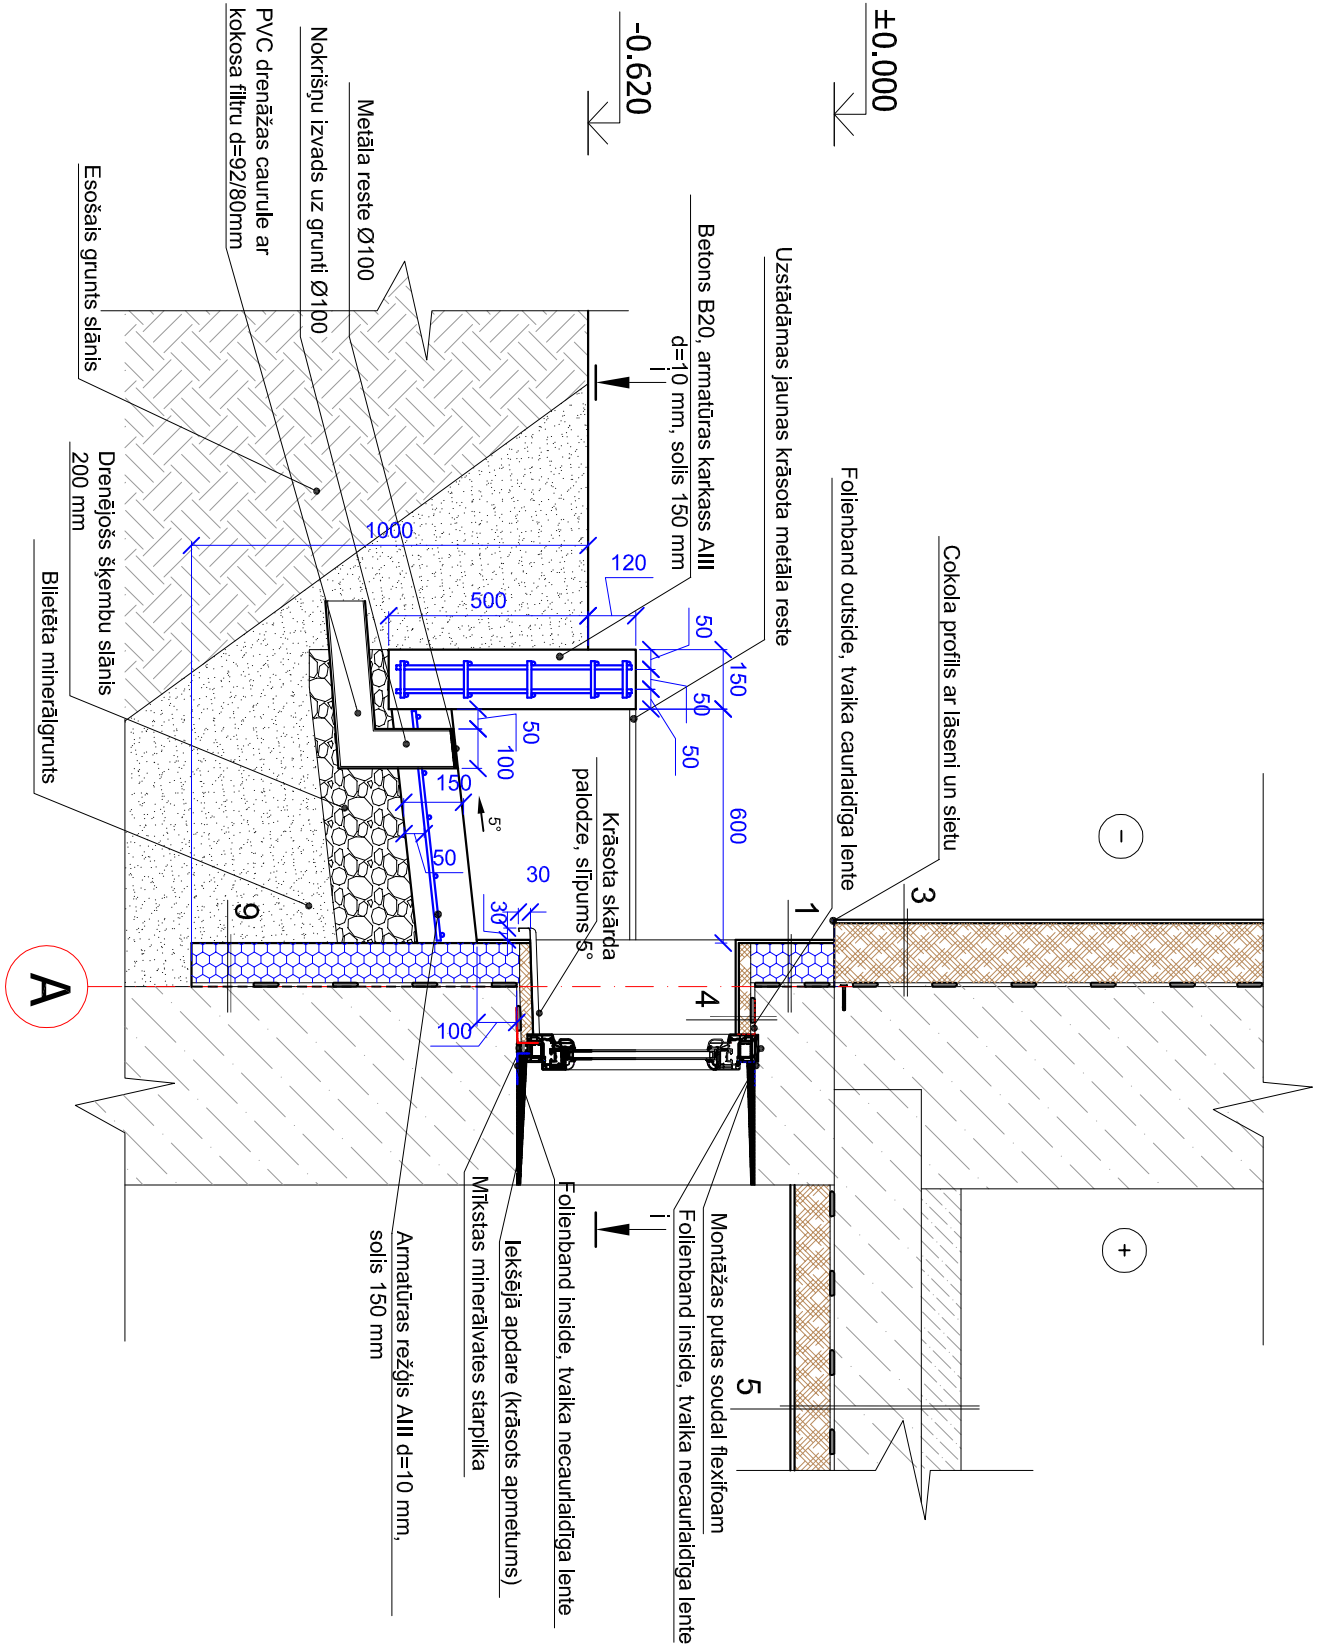 ±0.000
-0.620
Cokola profils ar lāseni un sietu
Folienband outside, tvaika caurlaidīga lente
Uzstādāmas jaunas krāsota metāla reste
Betons B20, armatūras karkass AIII
d=10 mm, solis 150 mm
Metāla reste Ø100
Nokrišņu izvads uz grunti Ø100
PVC drenāžas caurule ar
kokosa filtru d=92/80mm
Esošais grunts slānis
Drenējošs šķembu slānis
200 mm
Blietēta minerālgrunts
Krāsota skārda
palodze, slīpums 5°
Montāžas putas soudal flexifoam
Folienband inside, tvaika necaurlaidīga lente
Folienband inside, tvaika necaurlaidīga lente
Iekšējā apdare (krāsots apmetums)
Mīkstas minerālvates starplika
Armatūras režģis AIII d=10 mm,
solis 150 mm
1000
500
120
50
150
50
50
600
50
100
150
50
5°
30
30
100
3
1
4
9
5
i
i
-
+
A